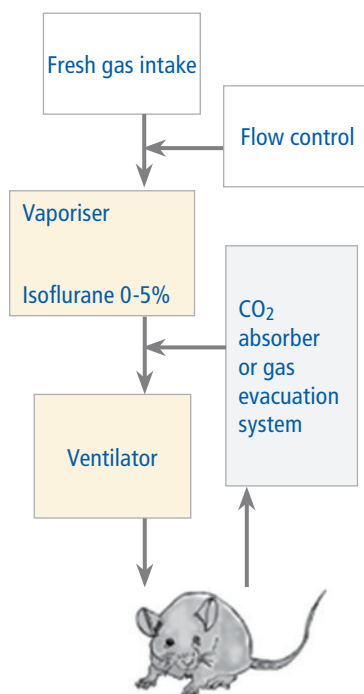 Fresh gas intake
Flow control
Vaporiser
Isoflurane 0-5%
CO₂
absorber
or gas
evacuation
system
Ventilator